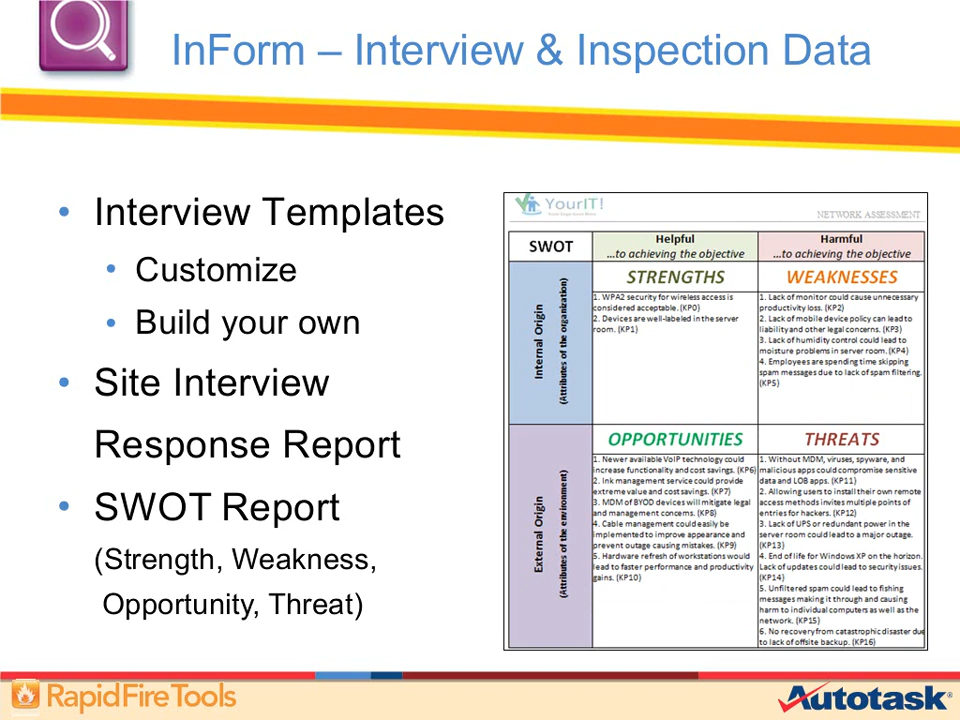 InForm – Interview & Inspection Data
• Interview Templates
• Customize
• Build your own
• Site Interview
Response Report
• SWOT Report
(Strength, Weakness,
Opportunity, Threat)
YourIT!
NETWORK ASSESSMENT
SWOT
Helpful
...to achieving the objective
Harmful
...to achieving the objective
Internal Origin
(Attributes of the organization)
STRENGTHS
1. WPA2 security for wireless access is
considered acceptable. (KP0)
2. Devices are well-labeled in the server
room. (KP1)
WEAKNESSES
1. Lack of monitor could cause unnecessary
productivity loss. (KP2)
2. Lack of mobile device policy can lead to
liability and other legal concerns. (KP3)
3. Lack of humidity control could lead to
moisture problems in server room. (KP4)
4. Employees are spending time skipping
spam messages due to lack of spam filtering.
(KP5)
External Origin
(Attributes of the environment)
OPPORTUNITIES
1. Newer available VoIP technology could
increase functionality and cost savings. (KP6)
2. Ink management service could provide
extreme value and cost savings. (KP7)
3. MDM of BYOD devices will mitigate legal
and management concerns. (KP8)
4. Cable management could easily be
implemented to improve appearance and
prevent outage causing mistakes. (KP9)
5. Hardware refresh of workstations would
lead to faster performance and productivity
gains. (KP10)
THREATS
1. Without MDM, viruses, spyware, and
malicious apps could compromise sensitive
data and LOB apps. (KP11)
2. Allowing users to install their own remote
access methods invites multiple points of
entries for hackers. (KP12)
3. Lack of UPS or redundant power in the
server room could lead to a major outage.
(KP13)
4. End of life for Windows XP on the horizon.
Lack of updates could lead to security issues.
(KP14)
5. Unfiltered spam could lead to fishing
messages making it through and causing
harm to individual computers as well as the
network. (KP15)
6. No recovery from catastrophic disaster due
to lack of offsite backup. (KP16)
RapidFireTools
Autotask®